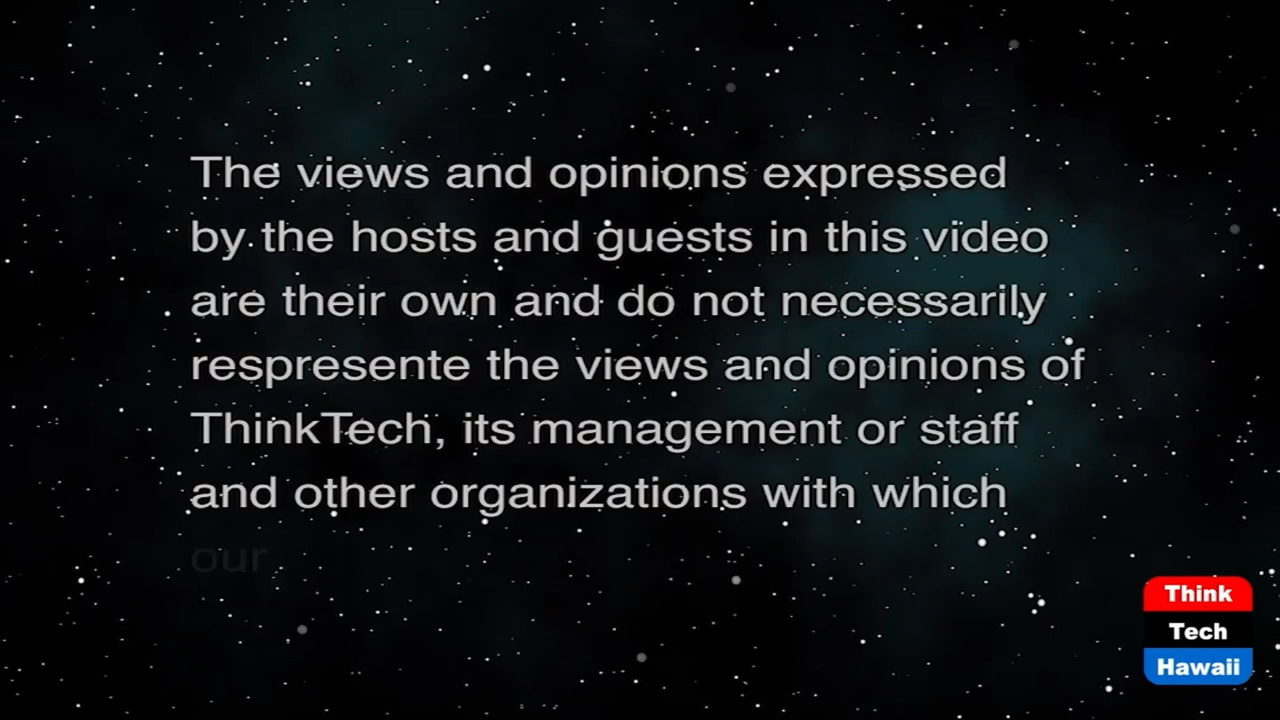 The views and opinions expressed
by the hosts and guests in this video
are their own and do not necessarily
respresente the views and opinions of
ThinkTech, its management or staff
and other organizations with which
our
Think
Tech
Hawaii